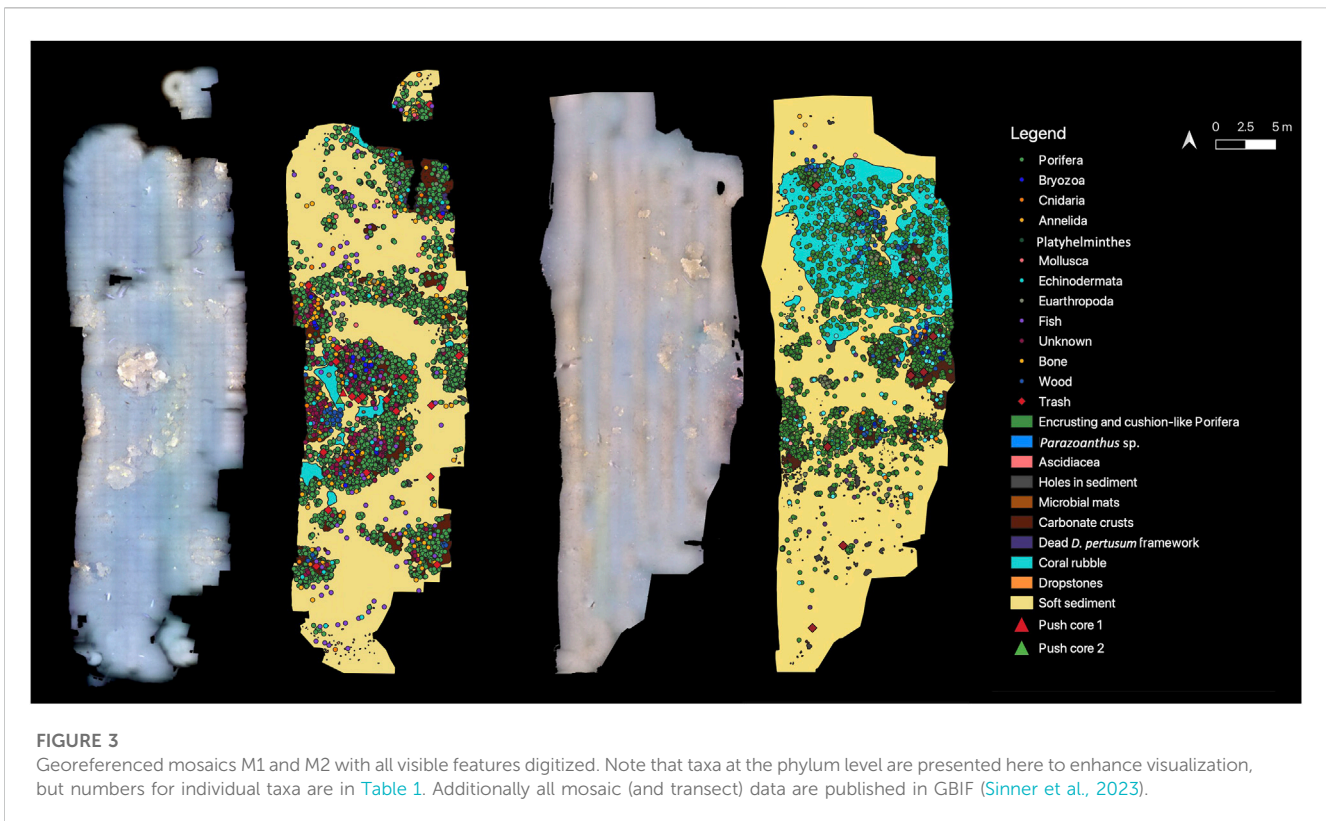 Legend
0 2.5 5 m
Porifera
Bryozoa
Cnidaria
Annelida
Platyhelminthes
Mollusca
Echinodermata
Euarthropoda
Fish
Unknown
Bone
Wood
Trash
Encrusting and cushion-like Porifera
Parazoanthus sp.
Ascidiacea
Holes in sediment
Microbial mats
Carbonate crusts
Dead D. pertusum framework
Coral rubble
Dropstones
Soft sediment
Push core 1
Push core 2
FIGURE 3
Georeferenced mosaics M1 and M2 with all visible features digitized. Note that taxa at the phylum level are presented here to enhance visualization,
but numbers for individual taxa are in Table 1. Additionally all mosaic (and transect) data are published in GBIF (Sinner et al., 2023).